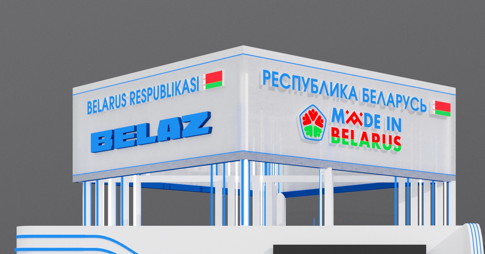 BELARUS RESPUBLIKASI
BELAZ
РЕСПУБЛИКА БЕЛАРУСЬ
MADE IN
BELARUS